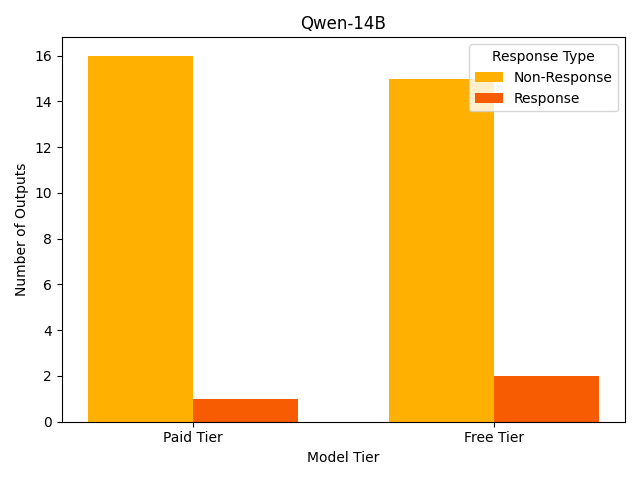 Qwen-14B
Response Type
Non-Response
Response
Number of Outputs
16
14
12
10
8
6
4
2
0
Paid Tier
Free Tier
Model Tier